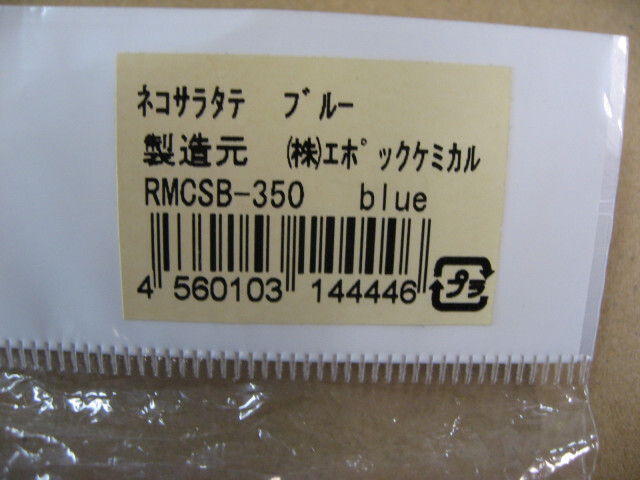 ネコサラタテ ブルー
製造元 (株)エポックケミカル
RMCSB-350 blue
4 560103 144446
プラ